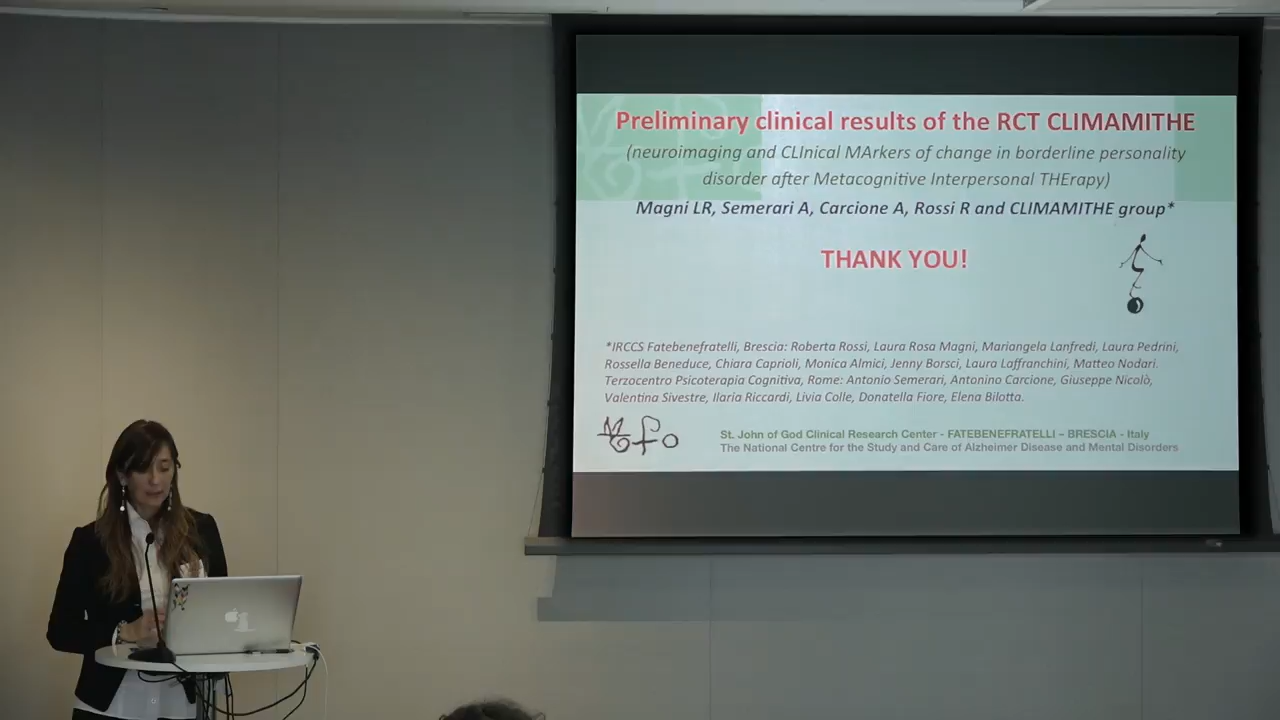 Preliminary clinical results of the RCT CLIMAMITHE
(neuroimaging and CLInical MArkers of change in borderline personality
disorder after Metacognitive Interpersonal THErapy)
Magni LR, Semerari A, Carcione A, Rossi R and CLIMAMITHE group*
THANK YOU!
*IRCCS Fatebenefratelli, Brescia: Roberta Rossi, Laura Rosa Magni, Mariangela Lanfredi, Laura Pedrini,
Rossella Beneduce, Chiara Caprioli, Monica Almici, Jenny Borsci, Laura Laffranchini, Matteo Nodari.
Terzocentro Psicoterapia Cognitiva, Rome: Antonio Semerari, Antonino Carcione, Giuseppe Nicolò,
Valentina Sivestre, Ilaria Riccardi, Livia Colle, Donatella Fiore, Elena Bilotta.
St. John of God Clinical Research Center - FATEBENEFRATELLI – BRESCIA - Italy
The National Centre for the Study and Care of Alzheimer Disease and Mental Disorders